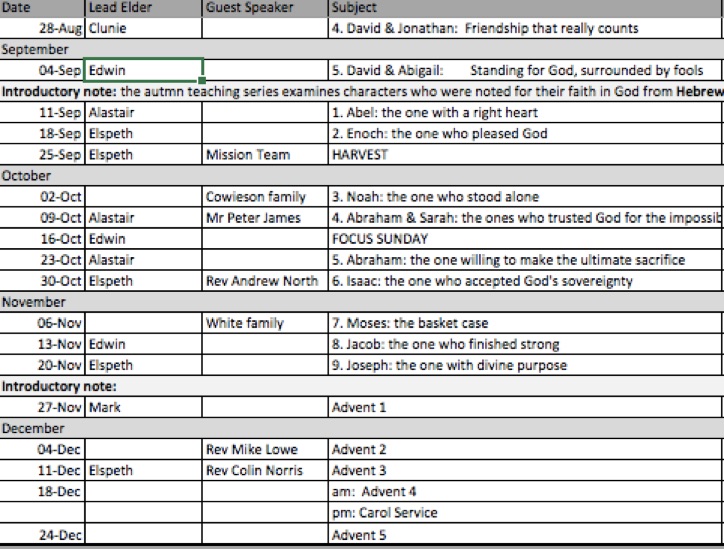 Date Lead Elder Guest Speaker Subject
28-Aug Clunie 4. David & Jonathan: Friendship that really counts
September
04-Sep Edwin 5. David & Abigail: Standing for God, surrounded by fools
Introductory note: the autmn teaching series examines characters who were noted for their faith in God from Hebrew
11-Sep Alastair 1. Abel: the one with a right heart
18-Sep Elspeth 2. Enoch: the one who pleased God
25-Sep Elspeth Mission Team HARVEST
October
02-Oct Cowieson family 3. Noah: the one who stood alone
09-Oct Alastair Mr Peter James 4. Abraham & Sarah: the ones who trusted God for the impossib
16-Oct Edwin FOCUS SUNDAY
23-Oct Alastair 5. Abraham: the one willing to make the ultimate sacrifice
30-Oct Elspeth Rev Andrew North 6. Isaac: the one who accepted God's sovereignty
November
06-Nov White family 7. Moses: the basket case
13-Nov Edwin 8. Jacob: the one who finished strong
20-Nov Elspeth 9. Joseph: the one with divine purpose
Introductory note:
27-Nov Mark Advent 1
December
04-Dec Rev Mike Lowe Advent 2
11-Dec Elspeth Rev Colin Norris Advent 3
18-Dec am: Advent 4
pm: Carol Service
24-Dec Advent 5